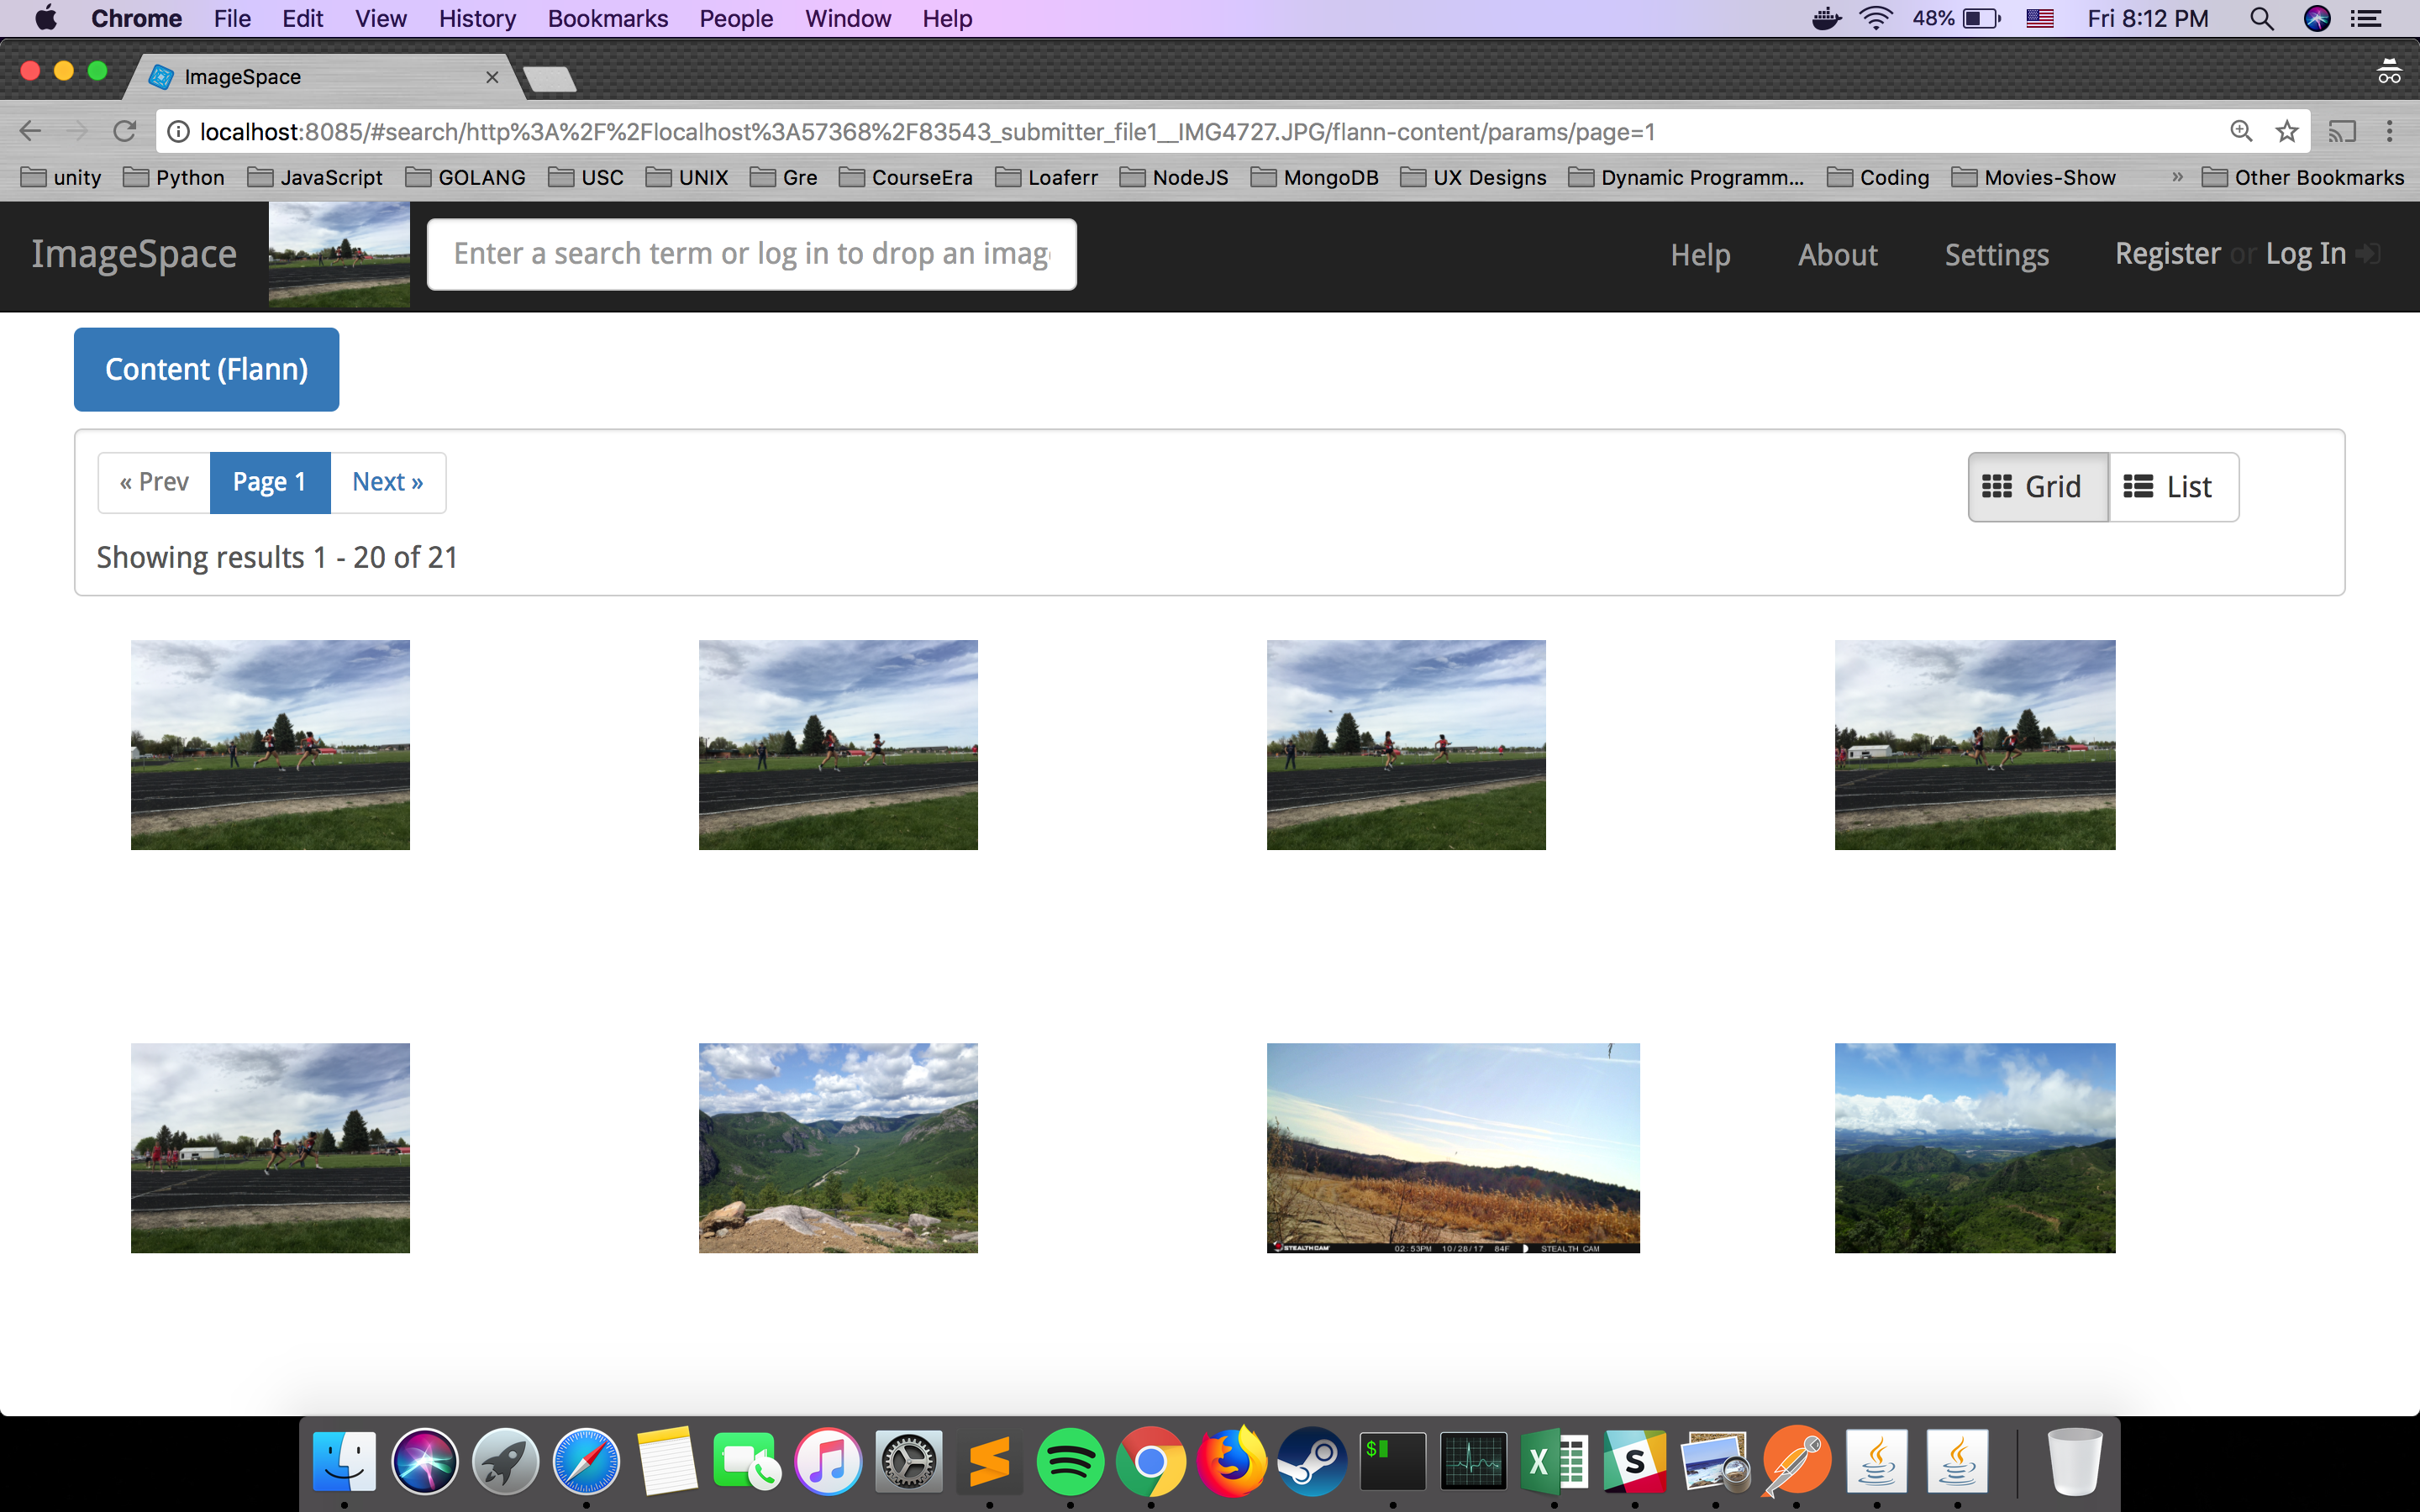 Chrome File Edit View History Bookmarks People Window Help 48% Fri 8:12 PM
ImageSpace
localhost:8085/#search/http%3A%2F%2Flocalhost%3A57368%2F83543_submitter_file1__IMG4727.JPG/flann-content/params/page=1
unity Python JavaScript GOLANG USC UNIX Gre CourseEra Loaferr NodeJS MongoDB UX Designs Dynamic Programm... Coding Movies-Show » Other Bookmarks
ImageSpace Enter a search term or log in to drop an imag Help About Settings Register or Log In
Content (Flann)
« Prev Page 1 Next » Grid List
Showing results 1 - 20 of 21
STEALTHCAM 02:53PM 10/28/17 84F STEALTH CAM
$ X S